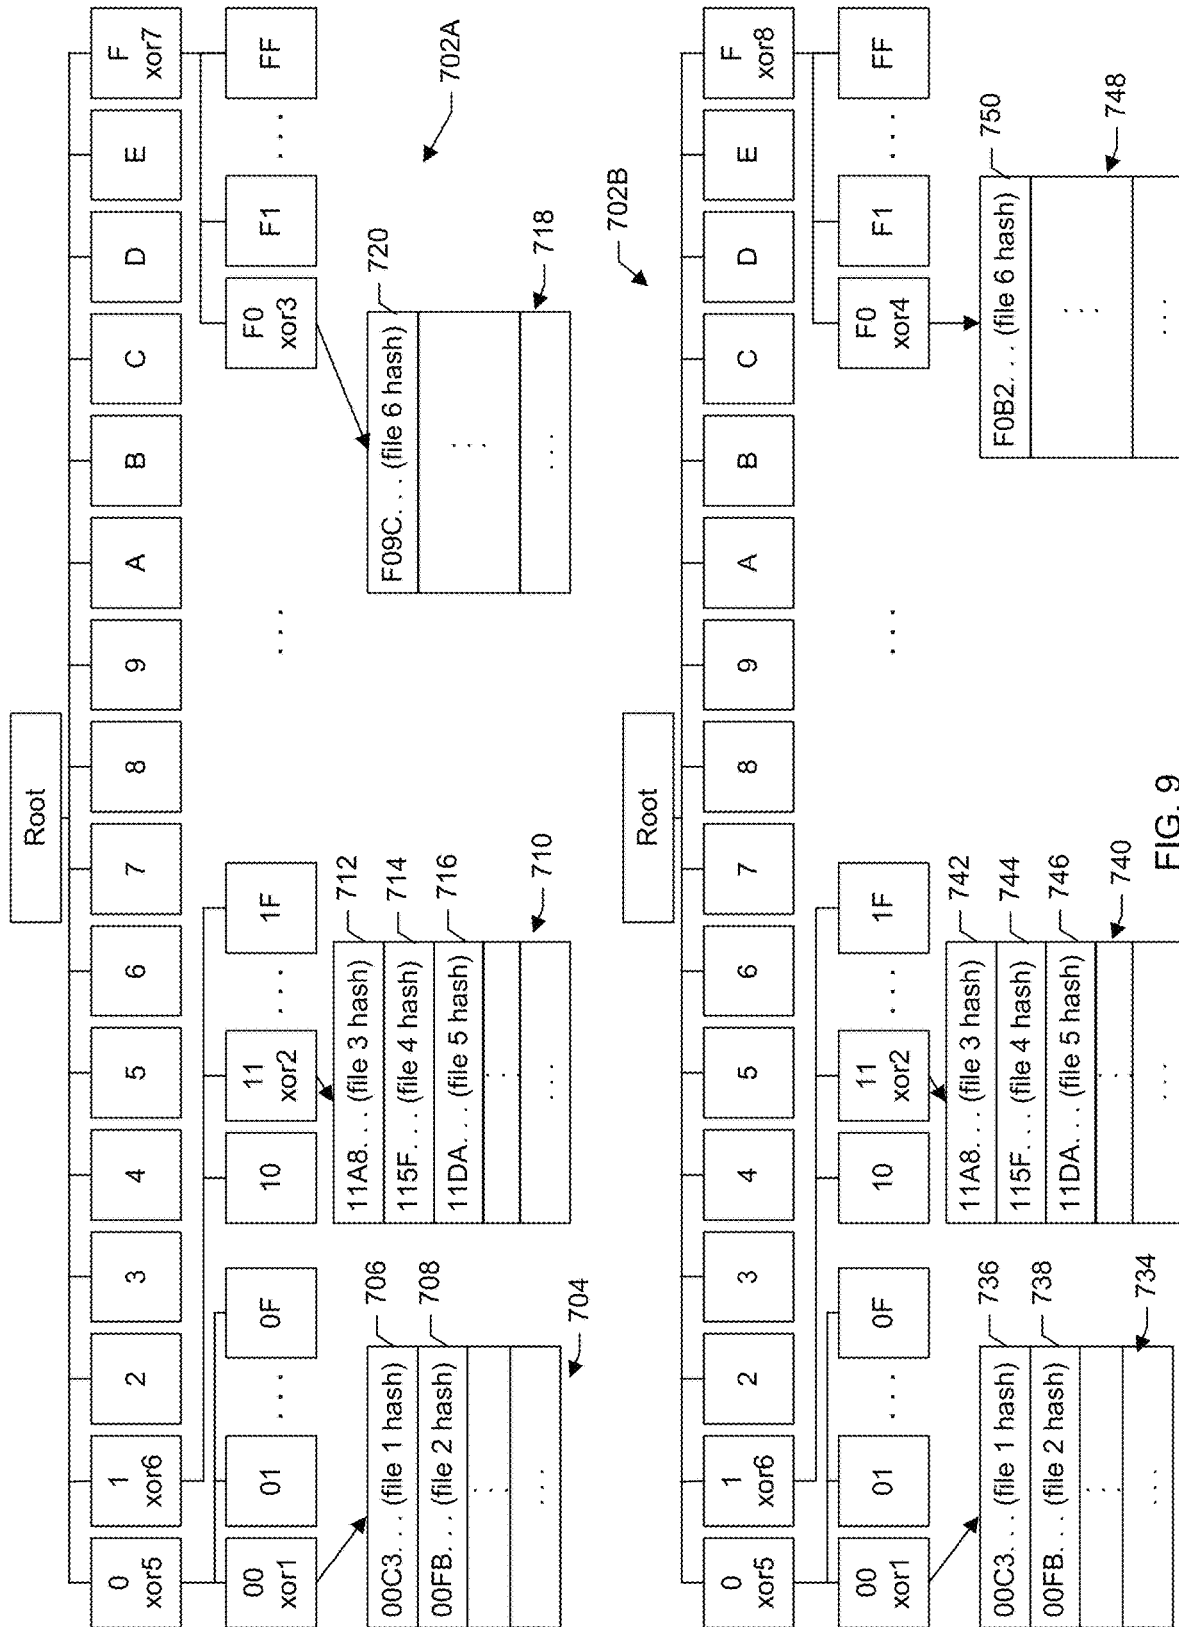 Root
0 xor5
1 xor6
2
3
4
5
6
7
8
9
A
B
C
D
E
F xor7
00 xor1
01
. . . .
0F
10
11 xor2
. . . .
1F
. . .
F0 xor3
F1
. . .
FF
702A
00C3. . . (file 1 hash)
706
00FB. . . (file 2 hash)
708
. . .
. . .
704
11A8. . . (file 3 hash)
712
115F. . . (file 4 hash)
714
11DA. . . (file 5 hash)
716
. . .
. . .
710
F09C. . . (file 6 hash)
720
. . .
. . .
718
Root
702B
0 xor5
1 xor6
2
3
4
5
6
7
8
9
A
B
C
D
E
F xor8
00 xor1
01
. . . .
0F
10
11 xor2
. . . .
1F
. . .
F0 xor4
F1
. . .
FF
00C3. . . (file 1 hash)
736
00FB. . . (file 2 hash)
738
. . .
. . .
734
11A8. . . (file 3 hash)
742
115F. . . (file 4 hash)
744
11DA. . . (file 5 hash)
746
. . .
. . .
740
F0B2. . . (file 6 hash)
750
. . .
. . .
748
FIG. 9